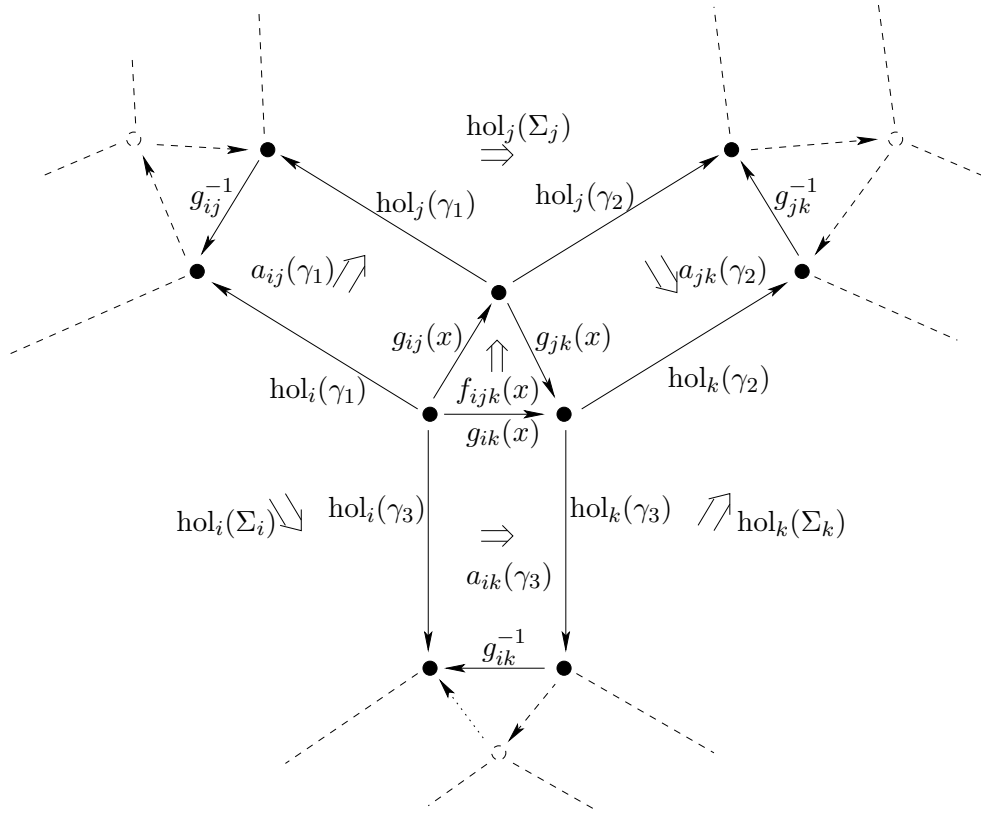 hol_j(Σ_j)
g_{ij}^{-1}
hol_j(γ_1)
hol_j(γ_2)
g_{jk}^{-1}
a_{ij}(γ_1)
a_{jk}(γ_2)
g_{ij}(x)
g_{jk}(x)
hol_i(γ_1)
f_{ijk}(x)
hol_k(γ_2)
g_{ik}(x)
hol_i(Σ_i)
hol_i(γ_3)
hol_k(γ_3)
hol_k(Σ_k)
a_{ik}(γ_3)
g_{ik}^{-1}